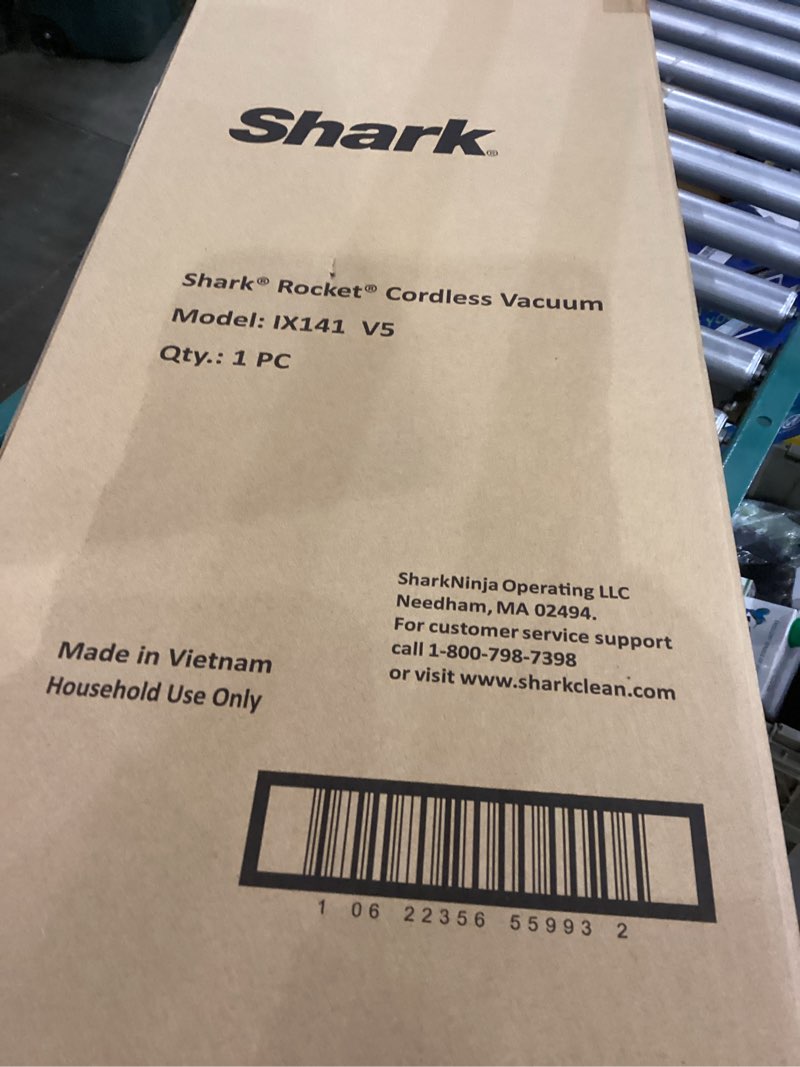 Shark®
Shark® Rocket® Cordless Vacuum
Model: IX141 V5
Qty.: 1 PC
SharkNinja Operating LLC
Needham, MA 02494.
For customer service support
call 1-800-798-7398
or visit www.sharkclean.com
Made in Vietnam
Household Use Only
1 06 22356 55993 2